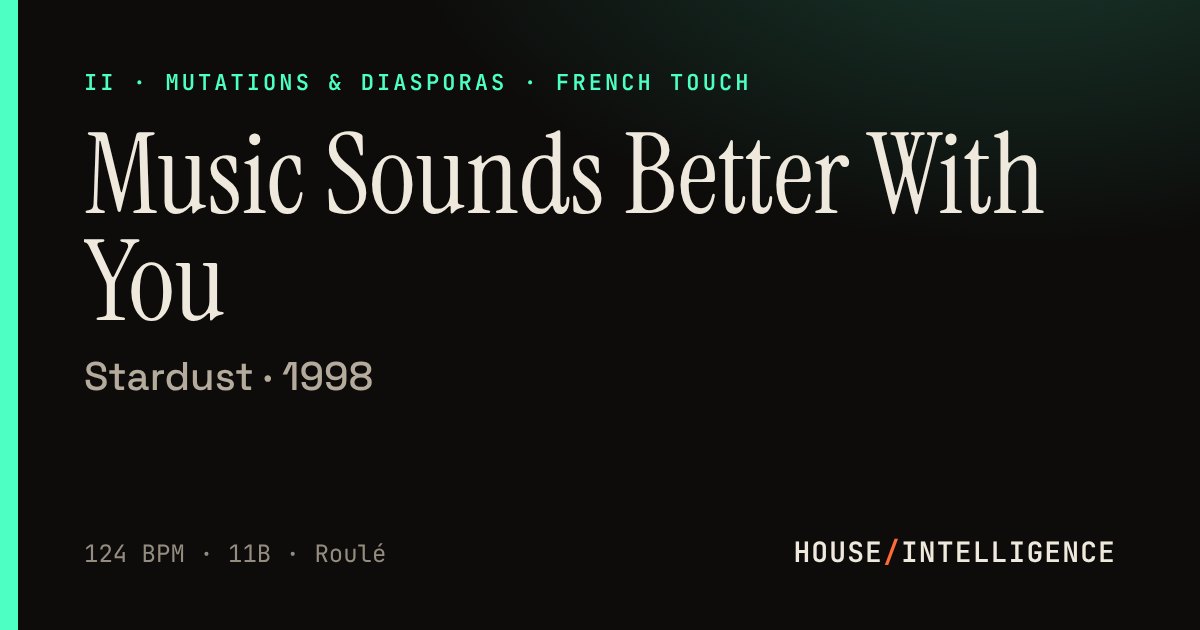 II · MUTATIONS & DIASPORAS · FRENCH TOUCH
Music Sounds Better With
You
Stardust · 1998
124 BPM · 11B · Roulé
HOUSE/INTELLIGENCE